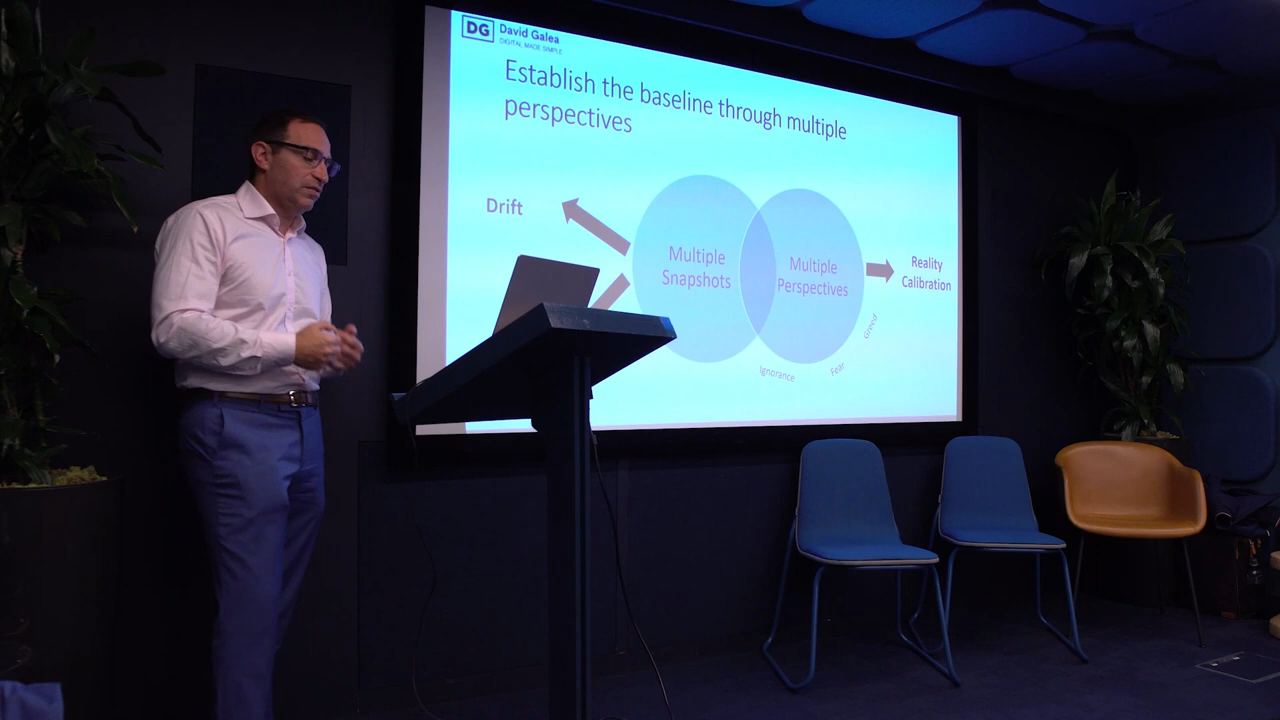 DG
David Galea
DIGITAL MADE SIMPLE
Establish the baseline through multiple
perspectives
Drift
Multiple
Snapshots
Multiple
Perspectives
Reality
Calibration
Ignorance
Fear
Greed